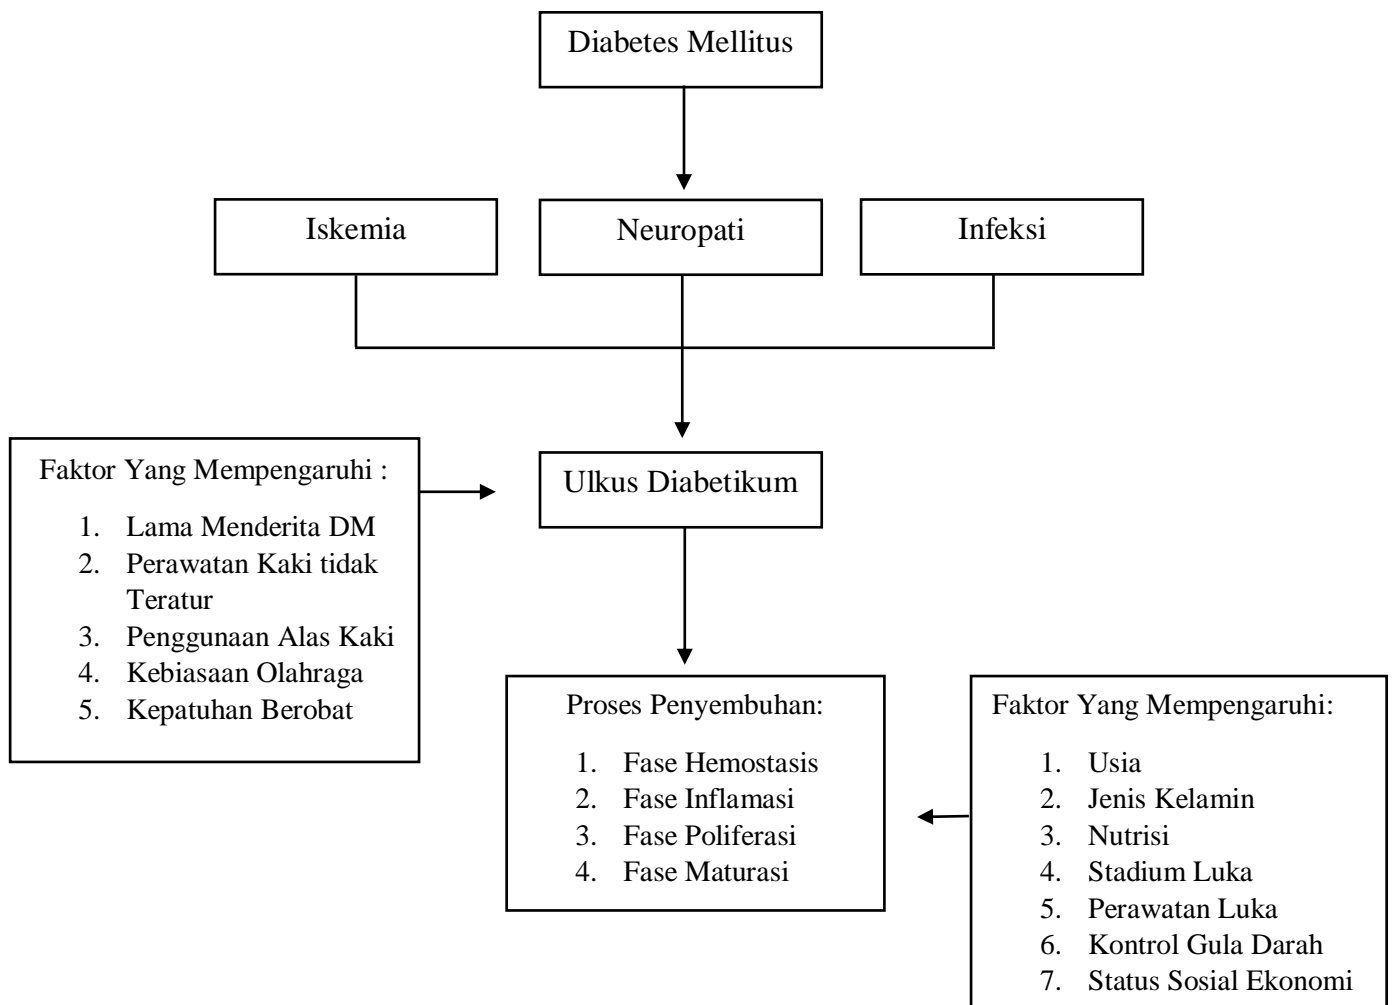 Diabetes Mellitus
Iskemia
Neuropati
Infeksi
Faktor Yang Mempengaruhi :
1. Lama Menderita DM
2. Perawatan Kaki tidak
Teratur
3. Penggunaan Alas Kaki
4. Kebiasaan Olahraga
5. Kepatuhan Berobat
Ulkus Diabetikum
Proses Penyembuhan:
1. Fase Hemostasis
2. Fase Inflamasi
3. Fase Poliferasi
4. Fase Maturasi
Faktor Yang Mempengaruhi:
1. Usia
2. Jenis Kelamin
3. Nutrisi
4. Stadium Luka
5. Perawatan Luka
6. Kontrol Gula Darah
7. Status Sosial Ekonomi